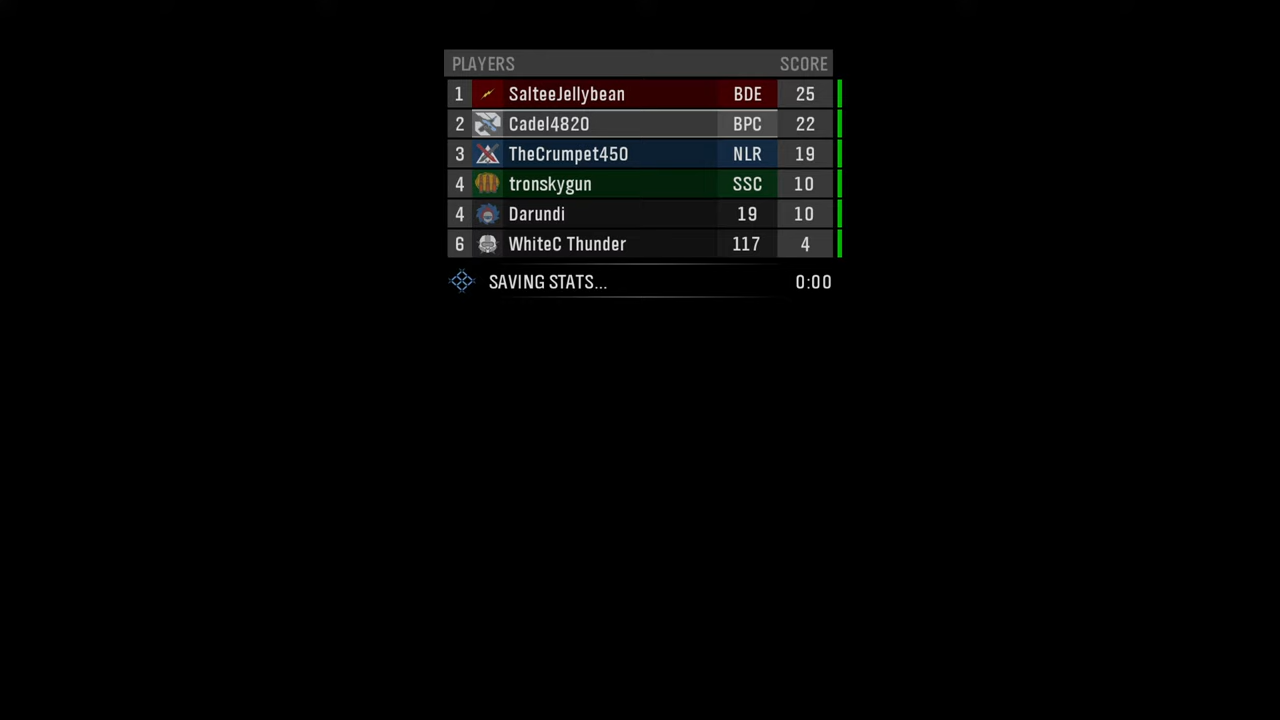 PLAYERS SCORE
1 SalteeJellybean BDE 25
2 Cadel4820 BPC 22
3 TheCrumpet450 NLR 19
4 tronskygun SSC 10
4 Darundi 19 10
6 WhiteC Thunder 117 4
SAVING STATS... 0:00